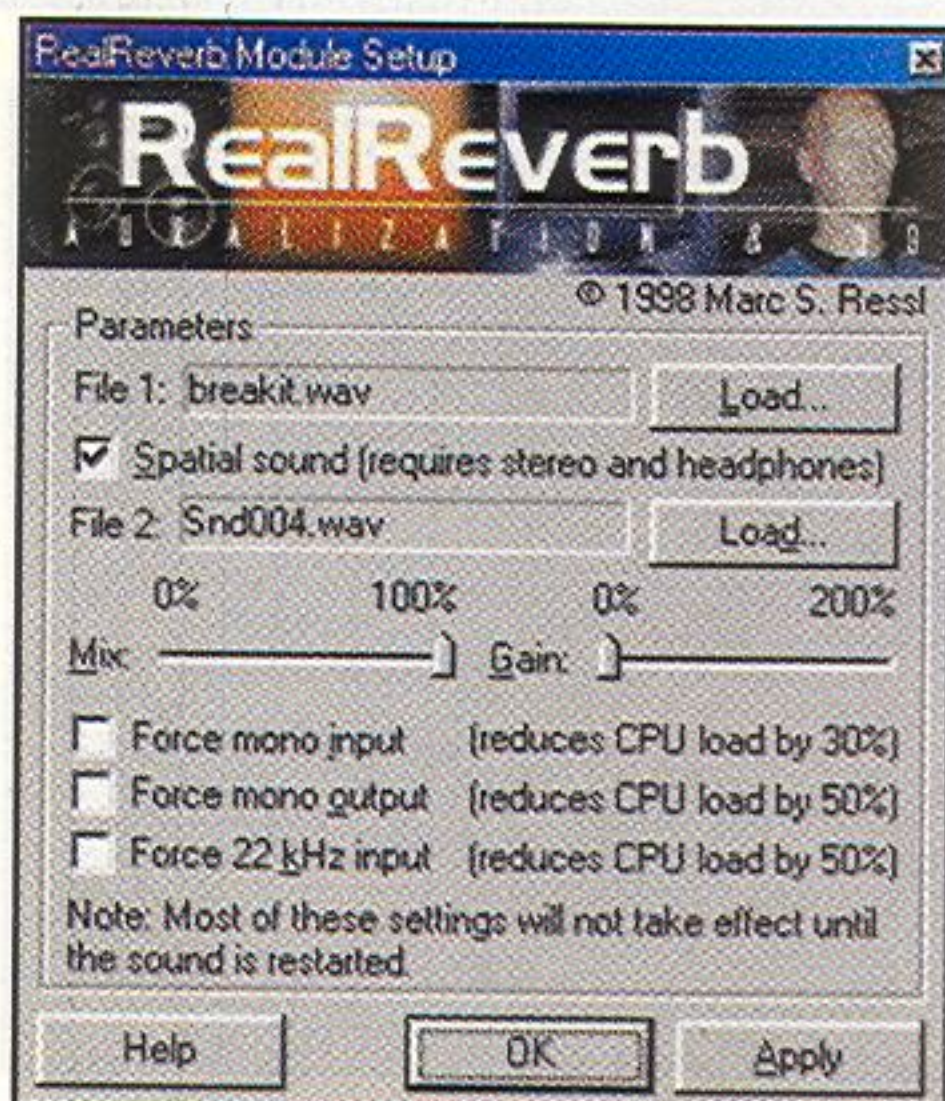 RealReverb Module Setup
RealReverb
AURALIZATION & 3D
© 1998 Marc S. Ressl
Parameters
File 1: breakit.wav Load...
Spatial sound (requires stereo and headphones)
File 2: Snd004.wav Load...
0% 100% 0% 200%
Mix: Gain:
Force mono input (reduces CPU load by 30%)
Force mono output (reduces CPU load by 50%)
Force 22 kHz input (reduces CPU load by 50%)
Note: Most of these settings will not take effect until
the sound is restarted.
Help OK Apply